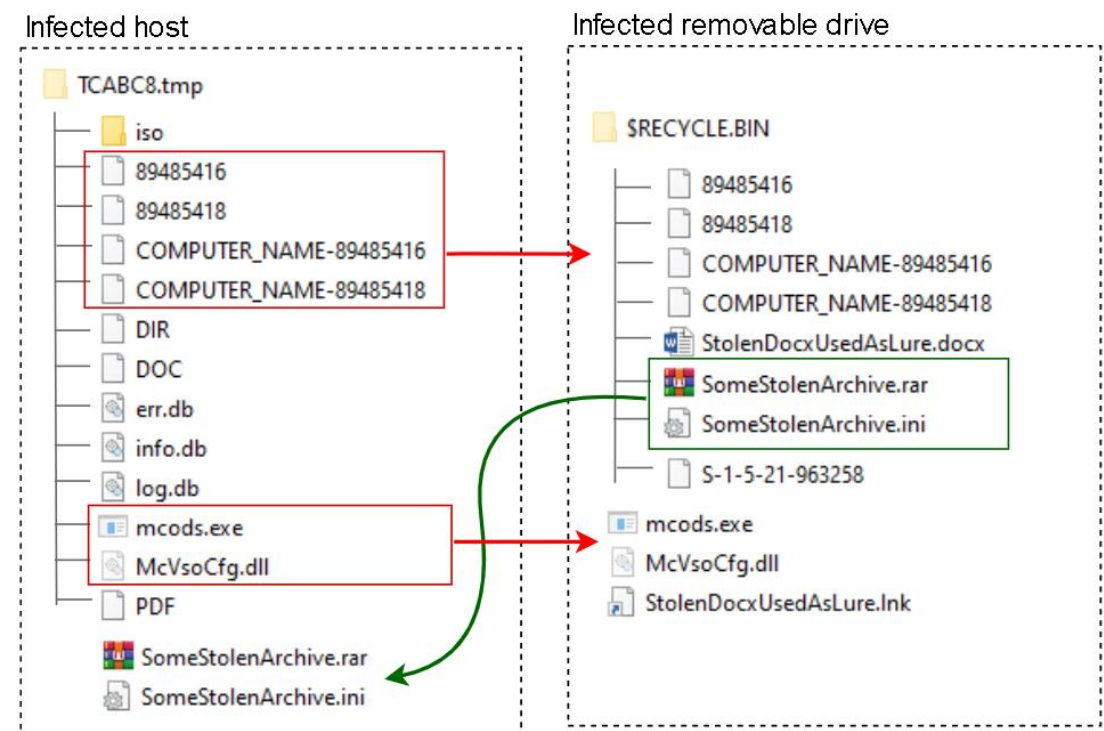 Infected host
TCABC8.tmp
iso
89485416
89485418
COMPUTER_NAME-89485416
COMPUTER_NAME-89485418
DIR
DOC
err.db
info.db
log.db
mcods.exe
McVsoCfg.dll
PDF
SomeStolenArchive.rar
SomeStolenArchive.ini
Infected removable drive
$RECYCLE.BIN
89485416
89485418
COMPUTER_NAME-89485416
COMPUTER_NAME-89485418
StolenDocxUsedAsLure.docx
SomeStolenArchive.rar
SomeStolenArchive.ini
S-1-5-21-963258
mcods.exe
McVsoCfg.dll
StolenDocxUsedAsLure.lnk